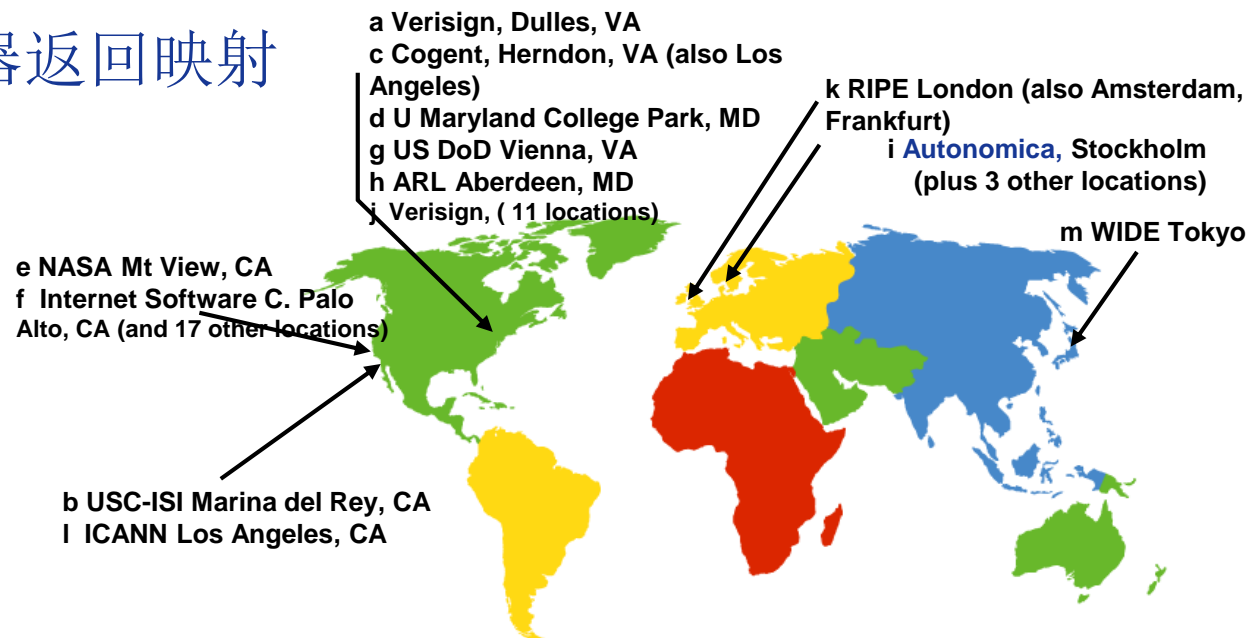 器返回映射
a Verisign, Dulles, VA
c Cogent, Herndon, VA (also Los
Angeles)
d U Maryland College Park, MD
g US DoD Vienna, VA
h ARL Aberdeen, MD
j Verisign, ( 11 locations)
k RIPE London (also Amsterdam,
Frankfurt)
i Autonomica, Stockholm
(plus 3 other locations)
m WIDE Tokyo
e NASA Mt View, CA
f Internet Software C. Palo
Alto, CA (and 17 other locations)
b USC-ISI Marina del Rey, CA
l ICANN Los Angeles, CA